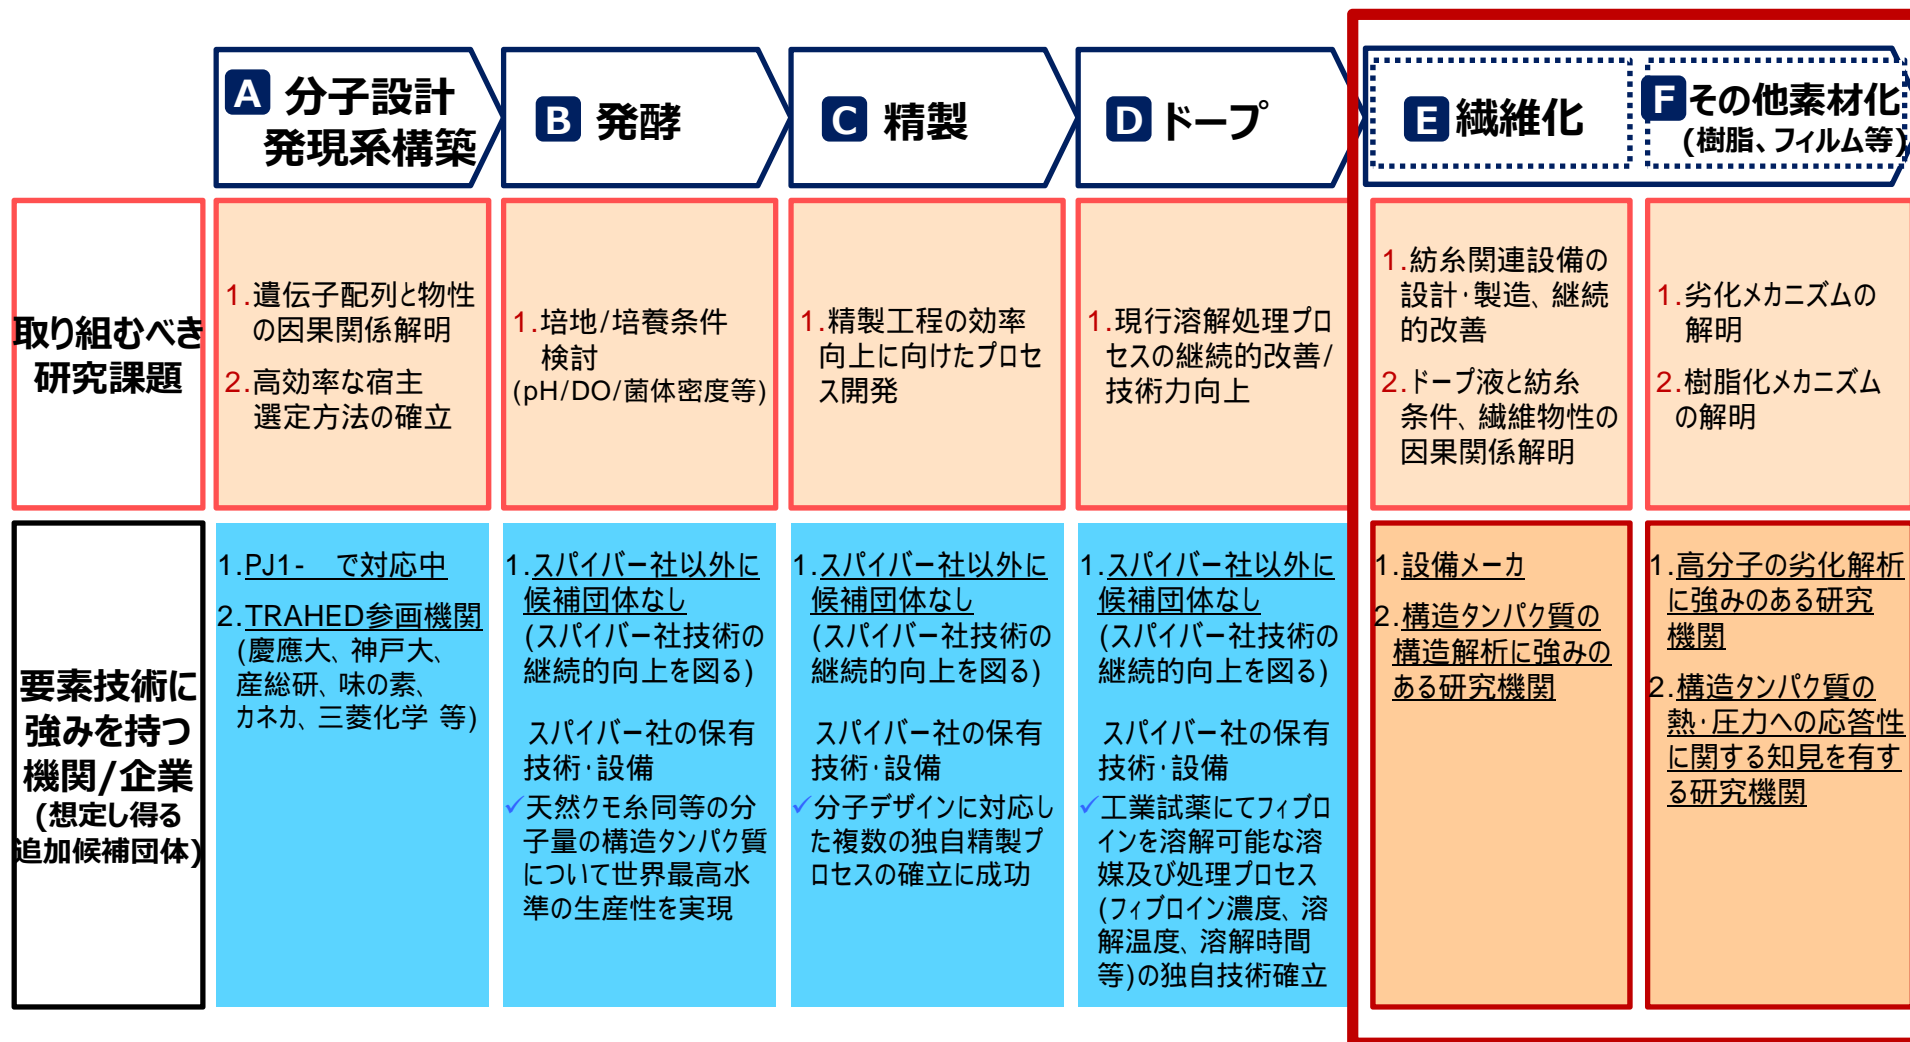 A 分子設計
発現系構築
B 発酵
C 精製
D ドープ
E 繊維化
F その他素材化
(樹脂、フィルム等)
取り組むべき
研究課題
1.遺伝子配列と物性
の因果関係解明
2.高効率な宿主
選定方法の確立
1.培地/培養条件
検討
(pH/DO/菌体密度等)
1.精製工程の効率
向上に向けたプロセ
ス開発
1.現行溶解処理プロ
セスの継続的改善/
技術力向上
1.紡糸関連設備の
設計・製造、継続
的改善
2.ドープ液と紡糸
条件、繊維物性の
因果関係解明
1.劣化メカニズムの
解明
2.樹脂化メカニズム
の解明
要素技術に
強みを持つ
機関/企業
(想定し得る
追加候補団体)
1.PJ1- で対応中
2.TRAHED参画機関
(慶應大、神戸大、
産総研、味の素、
カネカ、三菱化学 等)
1.スパイバー社以外に
候補団体なし
(スパイバー社技術の
継続的向上を図る)
スパイバー社の保有
技術・設備
✓天然クモ糸同等の分
子量の構造タンパク質
について世界最高水
準の生産性を実現
1.スパイバー社以外に
候補団体なし
(スパイバー社技術の
継続的向上を図る)
スパイバー社の保有
技術・設備
✓分子デザインに対応し
た複数の独自精製プ
ロセスの確立に成功
1.スパイバー社以外に
候補団体なし
(スパイバー社技術の
継続的向上を図る)
スパイバー社の保有
技術・設備
✓工業試薬にてフィブロ
インを溶解可能な溶
媒及び処理プロセス
(フィブロイン濃度、溶
解温度、溶解時間
等)の独自技術確立
1.設備メーカ
2.構造タンパク質の
構造解析に強みの
ある研究機関
1.高分子の劣化解析
に強みのある研究
機関
2.構造タンパク質の
熱・圧力への応答性
に関する知見を有す
る研究機関